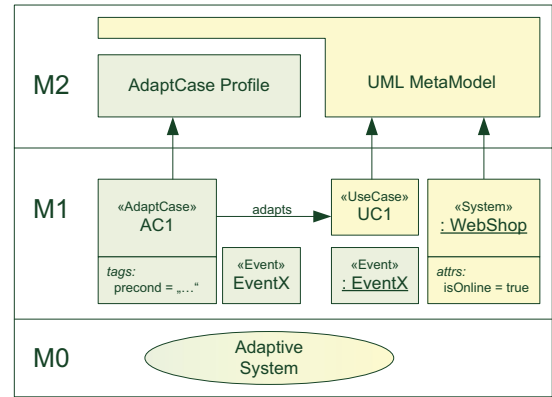 M2
AdaptCase Profile
UML MetaModel
M1
«AdaptCase»
AC1
tags:
precond = „…“
adapts
«UseCase»
UC1
«System»
: WebShop
attrs:
isOnline = true
«Event»
EventX
«Event»
: EventX
M0
Adaptive
System